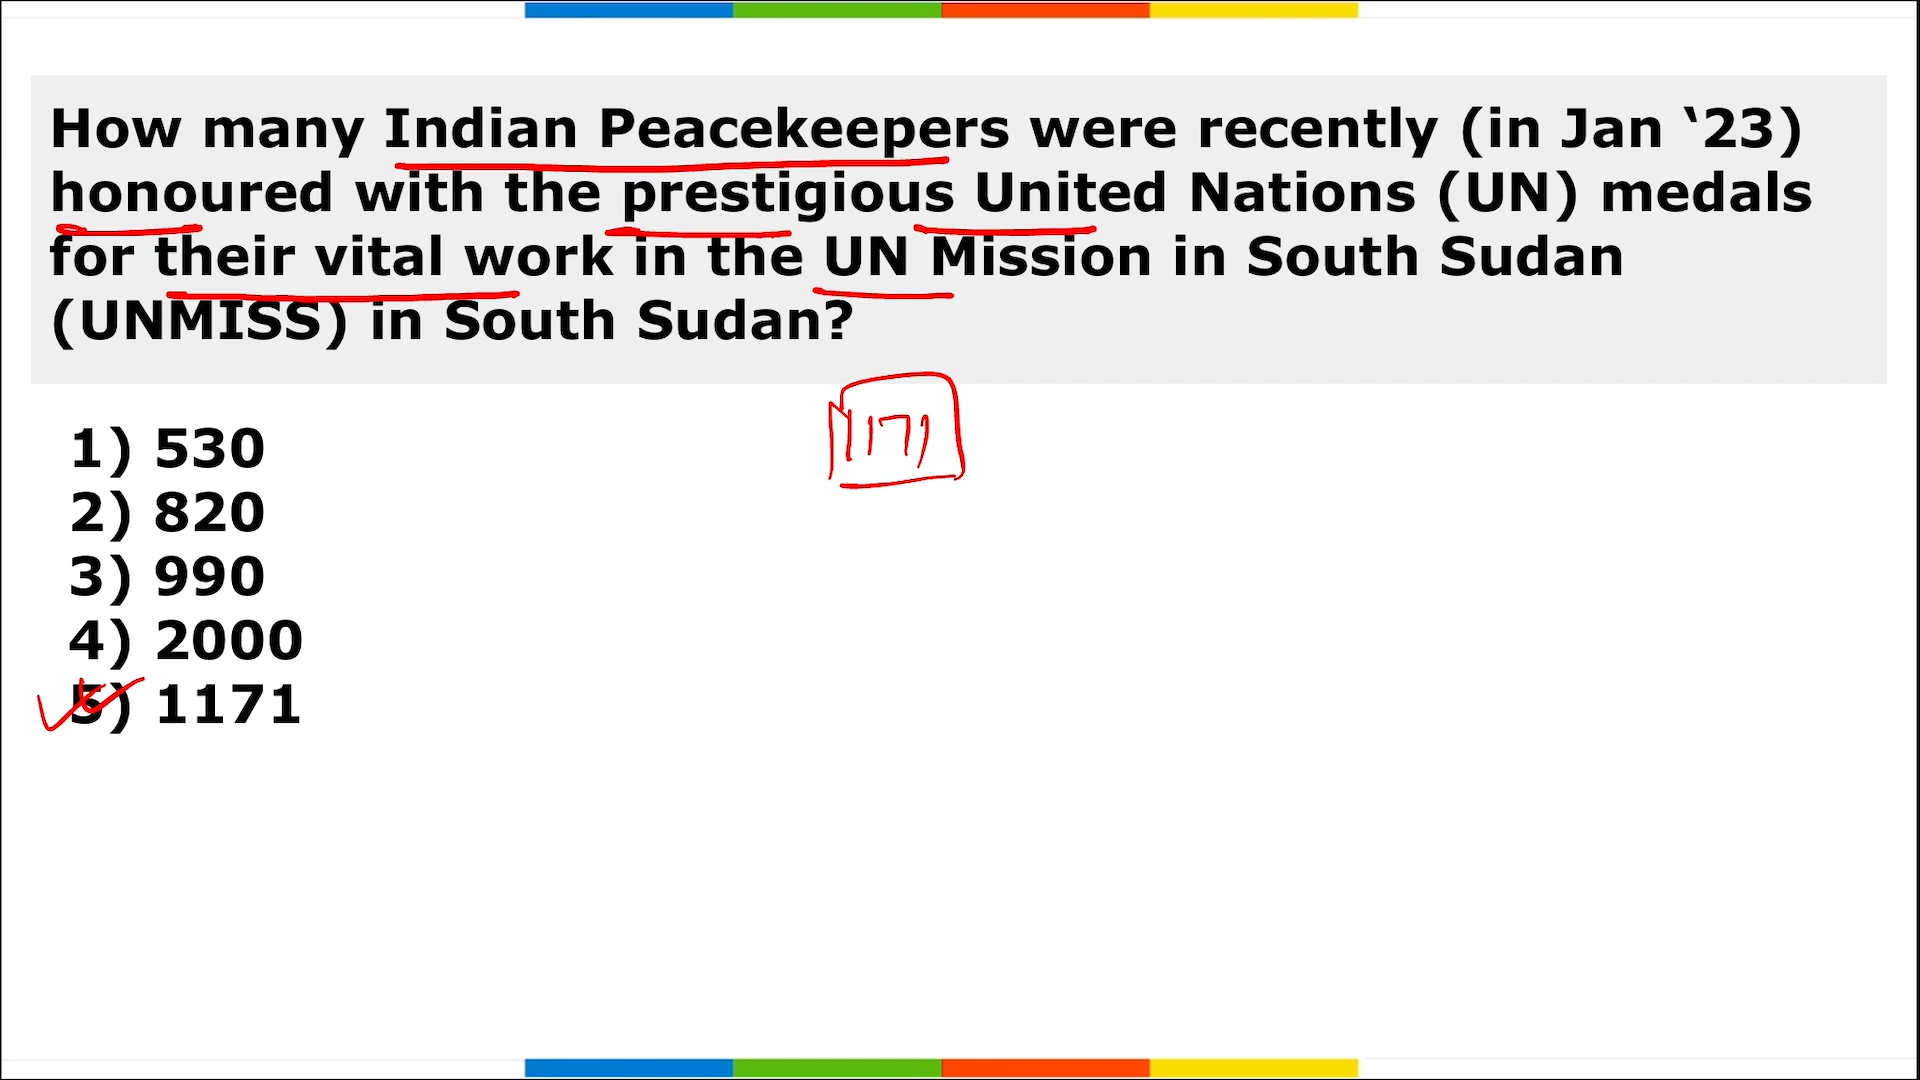 How many Indian Peacekeepers were recently (in Jan ‘23)
honoured with the prestigious United Nations (UN) medals
for their vital work in the UN Mission in South Sudan
(UNMISS) in South Sudan?
1171
1) 530
2) 820
3) 990
4) 2000
5) 1171